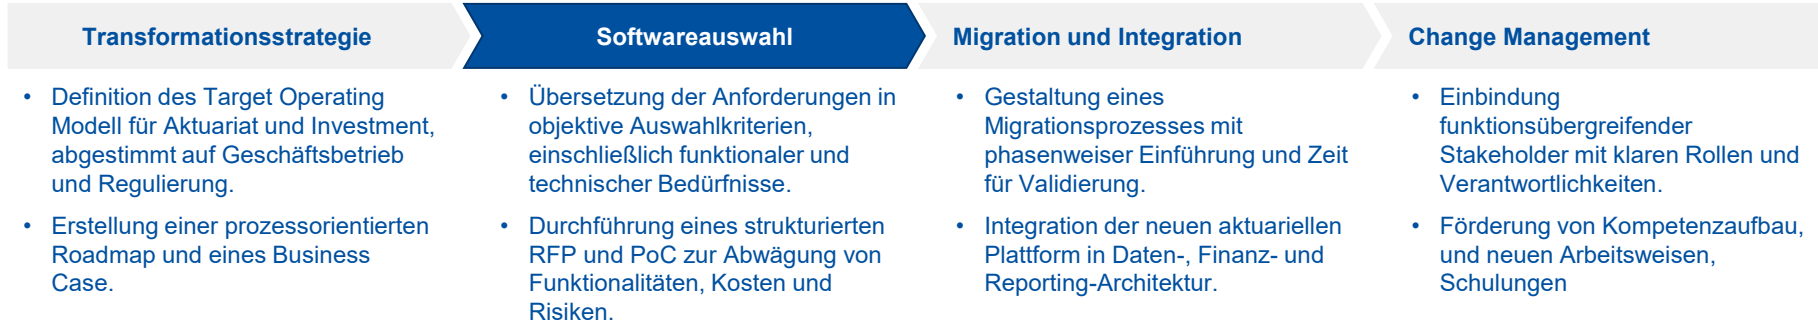 Transformationsstrategie
Softwareauswahl
Migration und Integration
Change Management
• Definition des Target Operating
Modell für Aktuariat und Investment,
abgestimmt auf Geschäftsbetrieb
und Regulierung.
• Erstellung einer prozessorientierten
Roadmap und eines Business
Case.
• Übersetzung der Anforderungen in
objektive Auswahlkriterien,
einschließlich funktionaler und
technischer Bedürfnisse.
• Durchführung eines strukturierten
RFP und PoC zur Abwägung von
Funktionalitäten, Kosten und
Risiken.
• Gestaltung eines
Migrationsprozesses mit
phasenweiser Einführung und Zeit
für Validierung.
• Integration der neuen aktuariellen
Plattform in Daten-, Finanz- und
Reporting-Architektur.
• Einbindung
funktionsübergreifender
Stakeholder mit klaren Rollen und
Verantwortlichkeiten.
• Förderung von Kompetenzaufbau,
und neuen Arbeitsweisen,
Schulungen